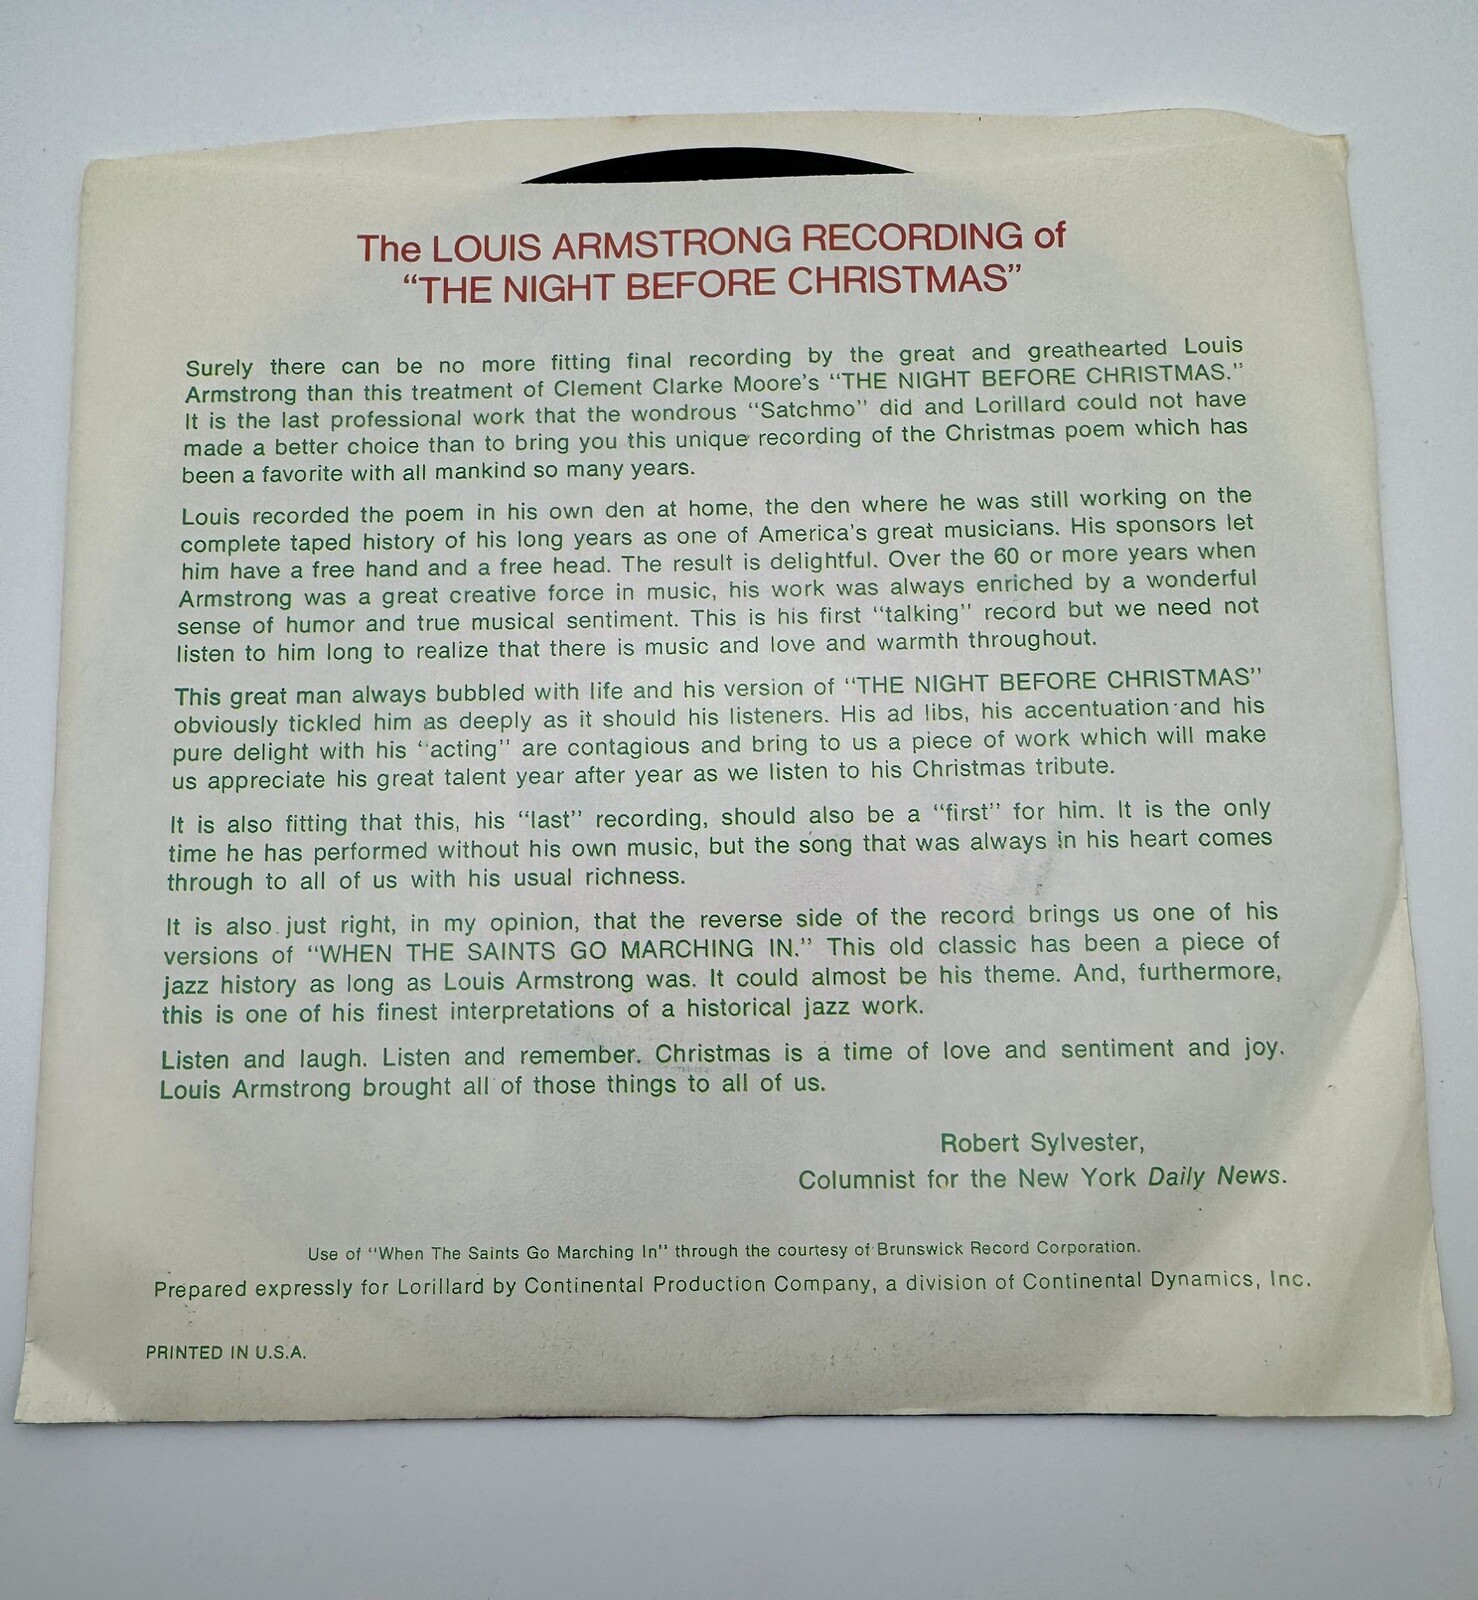 The LOUIS ARMSTRONG RECORDING of
“THE NIGHT BEFORE CHRISTMAS”
Surely there can be no more fitting final recording by the great and greathearted Louis
Armstrong than this treatment of Clement Clarke Moore's “THE NIGHT BEFORE CHRISTMAS.”
It is the last professional work that the wondrous “Satchmo” did and Lorillard could not have
made a better choice than to bring you this unique recording of the Christmas poem which has
been a favorite with all mankind so many years.
Louis recorded the poem in his own den at home, the den where he was still working on the
complete taped history of his long years as one of America's great musicians. His sponsors let
him have a free hand and a free head. The result is delightful. Over the 60 or more years when
Armstrong was a great creative force in music, his work was always enriched by a wonderful
sense of humor and true musical sentiment. This is his first “talking” record but we need not
listen to him long to realize that there is music and love and warmth throughout.
This great man always bubbled with life and his version of “THE NIGHT BEFORE CHRISTMAS”
obviously tickled him as deeply as it should his listeners. His ad libs, his accentuation and his
pure delight with his “acting” are contagious and bring to us a piece of work which will make
us appreciate his great talent year after year as we listen to his Christmas tribute.
It is also fitting that this, his “last” recording, should also be a “first” for him. It is the only
time he has performed without his own music, but the song that was always in his heart comes
through to all of us with his usual richness.
It is also just right, in my opinion, that the reverse side of the record brings us one of his
versions of “WHEN THE SAINTS GO MARCHING IN.” This old classic has been a piece of
jazz history as long as Louis Armstrong was. It could almost be his theme. And, furthermore,
this is one of his finest interpretations of a historical jazz work.
Listen and laugh. Listen and remember. Christmas is a time of love and sentiment and joy.
Louis Armstrong brought all of those things to all of us.
Robert Sylvester,
Columnist for the New York Daily News.
Use of “When The Saints Go Marching In” through the courtesy of Brunswick Record Corporation.
Prepared expressly for Lorillard by Continental Production Company, a division of Continental Dynamics, Inc.
PRINTED IN U.S.A.